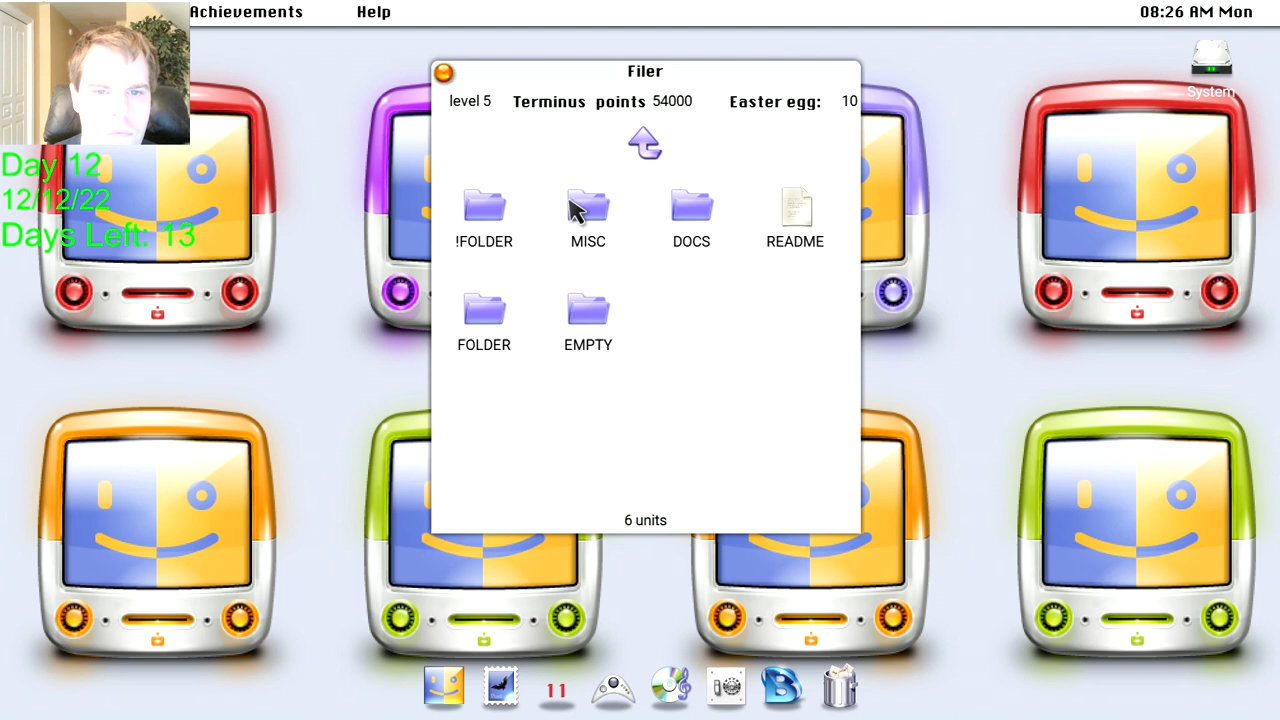 Achievements Help 08:26 AM Mon
Filer
level 5 Terminus points 54000 Easter egg: 10
System
Day 12
12/12/22
Days Left: 13
!FOLDER MISC DOCS README
FOLDER EMPTY
6 units
11
B